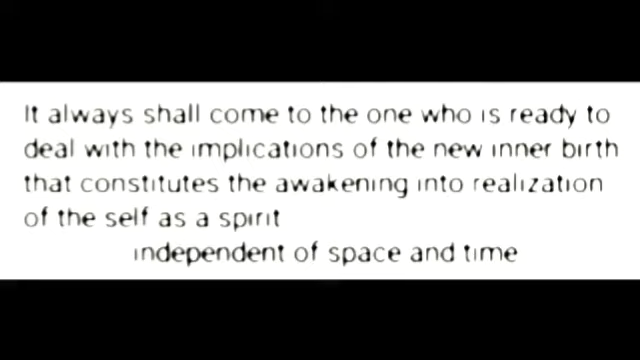 It always shall come to the one who is ready to
deal with the implications of the new inner birth
that constitutes the awakening into realization
of the self as a spirit
independent of space and time